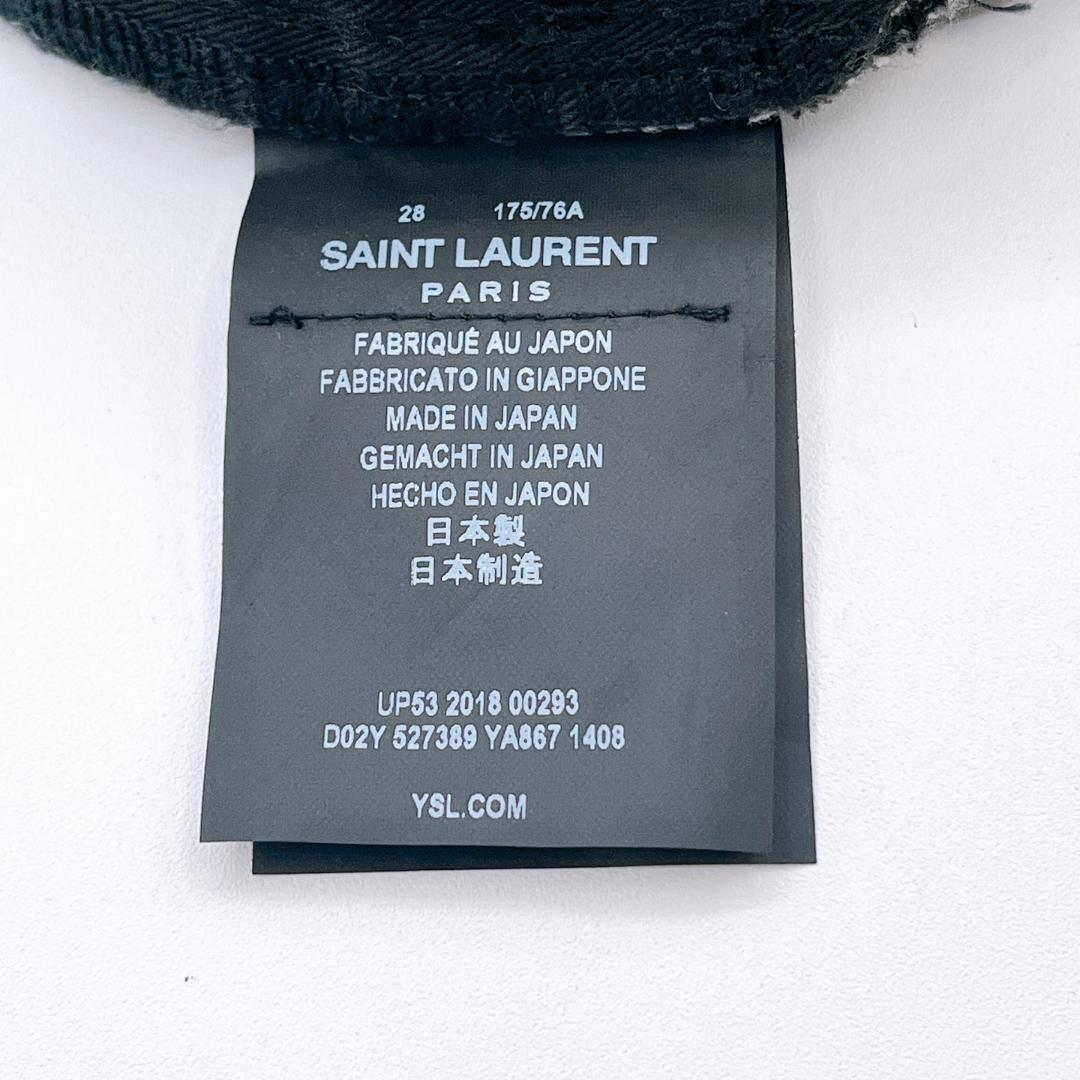 28 175/76A
SAINT LAURENT
PARIS
FABRIQUÉ AU JAPON
FABBRICATO IN GIAPPONE
MADE IN JAPAN
GEMACHT IN JAPAN
HECHO EN JAPON
日本製
日本制造
UP53 2018 00293
D02Y 527389 YA867 1408
YSL.COM